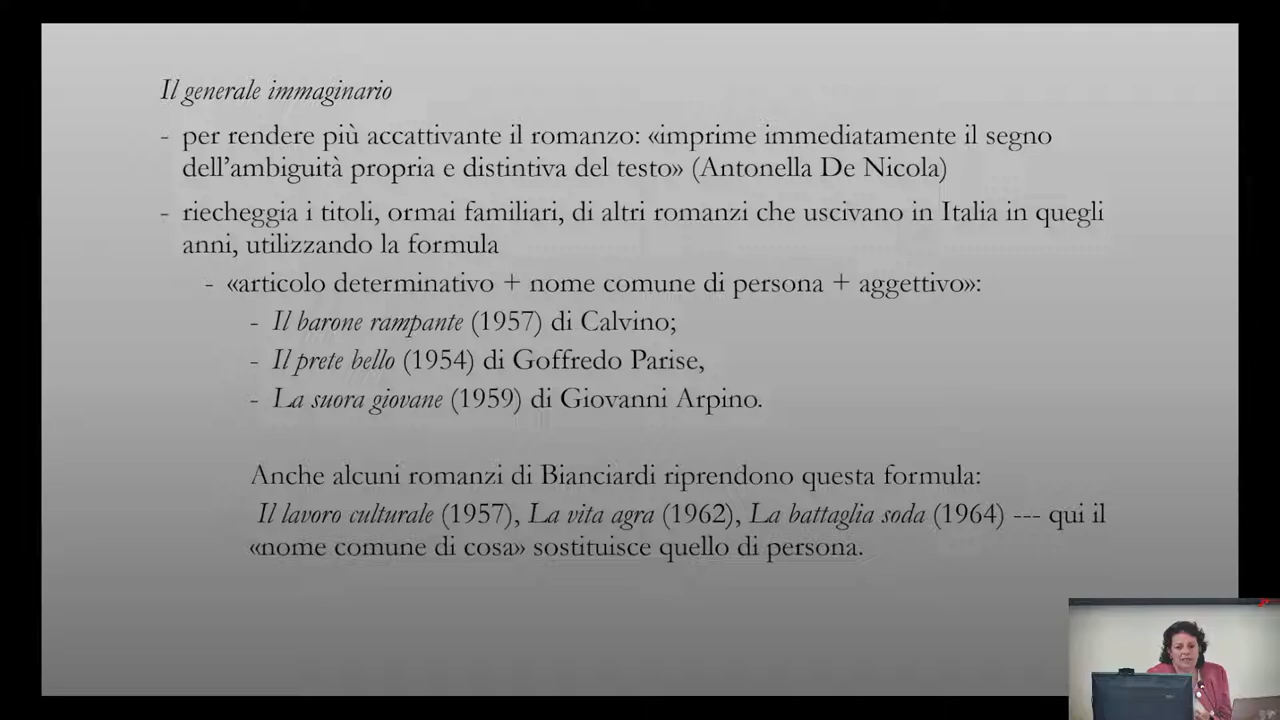 Il generale immaginario
- per rendere più accattivante il romanzo: «imprime immediatamente il segno
dell'ambiguità propria e distintiva del testo» (Antonella De Nicola)
- riecheggia i titoli, ormai familiari, di altri romanzi che uscivano in Italia in quegli
anni, utilizzando la formula
- «articolo determinativo + nome comune di persona + aggettivo»:
- Il barone rampante (1957) di Calvino;
- Il prete bello (1954) di Goffredo Parise,
- La suora giovane (1959) di Giovanni Arpino.
Anche alcuni romanzi di Bianciardi riprendono questa formula:
Il lavoro culturale (1957), La vita agra (1962), La battaglia soda (1964) --- qui il
«nome comune di cosa» sostituisce quello di persona.